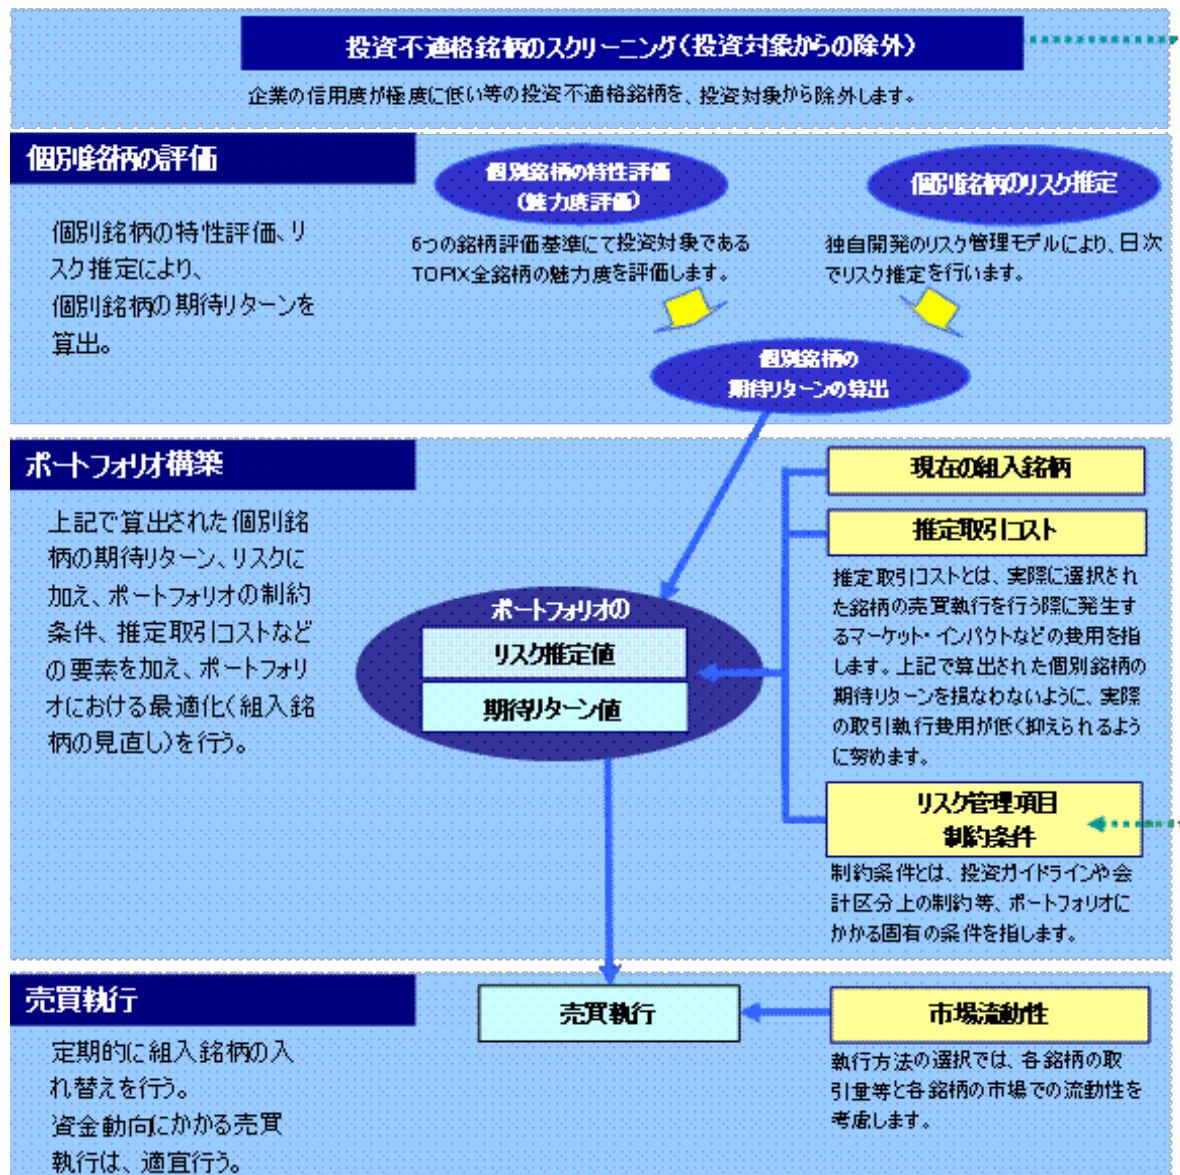 投資不適格銘柄のスクリーニング(投資対象からの除外)
企業の信用度が極度に低い等の投資不適格銘柄を、投資対象から除外します。
個別銘柄の評価
個別銘柄の特性評価、リ
スク推定により、
個別銘柄の期待リターンを
算出。
個別銘柄の特性評価
(魅力度評価)
6つの銘柄評価基準にて投資対象である
TOPIX全銘柄の魅力度を評価します。
個別銘柄のリスク推定
独自開発のリスク管理モデルにより、日次
でリスク推定を行います。
個別銘柄の
期待リターンの算出
ポートフォリオ構築
上記で算出された個別銘
柄の期待リターン、リスクに
加え、ポートフォリオの制約
条件、推定取引コストなど
の要素を加え、ポートフォリ
オにおける最適化(組入銘
柄の見直し)を行う。
ポートフォリオの
リスク推定値
期待リターン値
現在の組入銘柄
推定取引コスト
推定取引コストとは、実際に選択され
た銘柄の売買執行を行う際に発生す
るマーケット・インパクトなどの費用を指
します。上記で算出された個別銘柄の
期待リターンを損なわないように、実際
の取引執行費用が低く抑えられるよう
に努めます。
リスク管理項目
制約条件
制約条件とは、投資ガイドラインや会
計区分上の制約等、ポートフォリオに
かかる固有の条件を指します。
売買執行
定期的に組入銘柄の入
れ替えを行う。
資金動向にかかる売買
執行は、適宜行う。
売買執行
市場流動性
執行方法の選択では、各銘柄の取
引量等と各銘柄の市場での流動性を
考慮します。